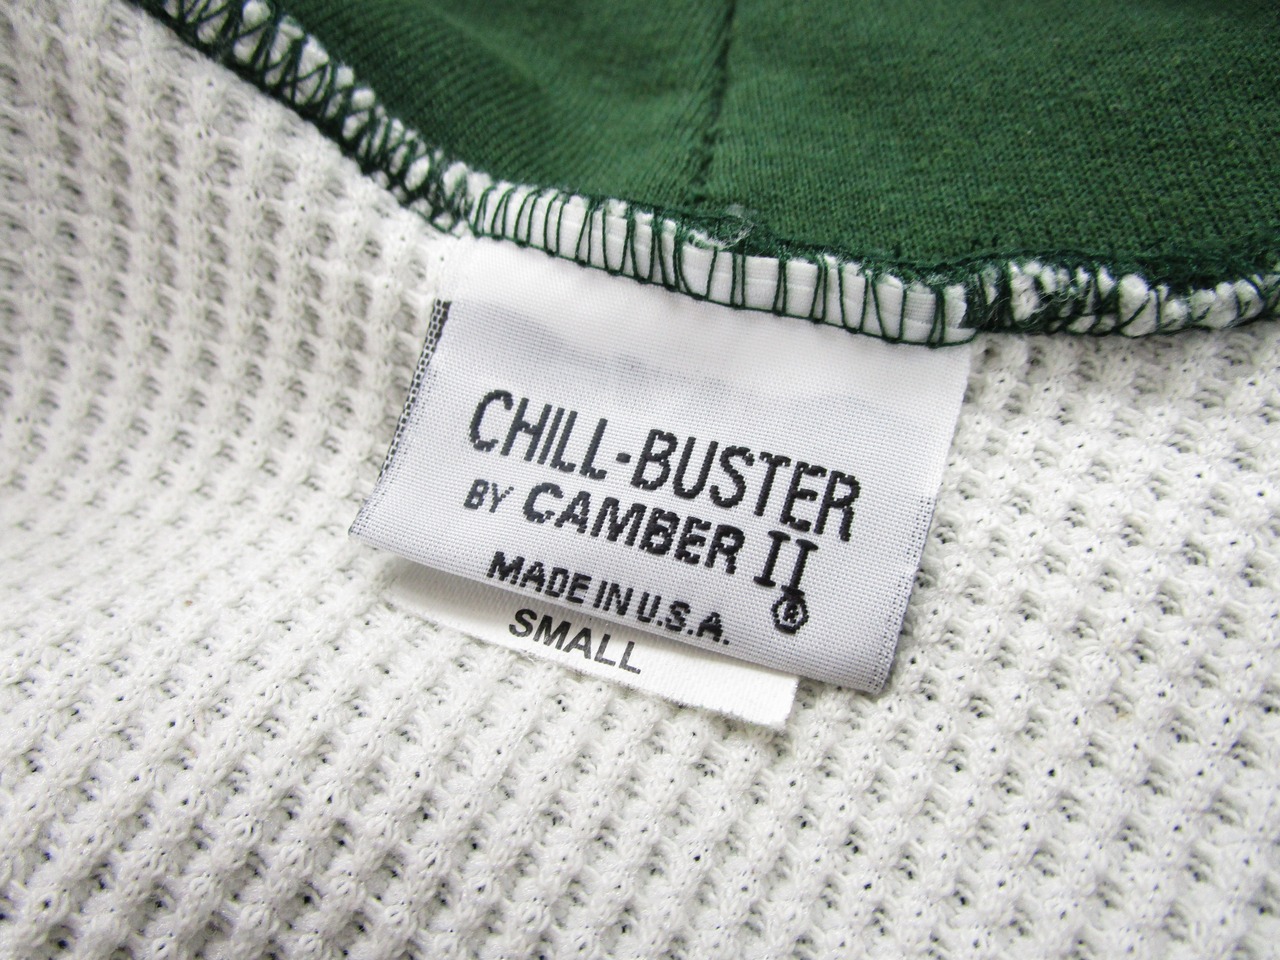 CHILL-BUSTER
BY CAMBER II
MADE IN U.S.A. ®
SMALL